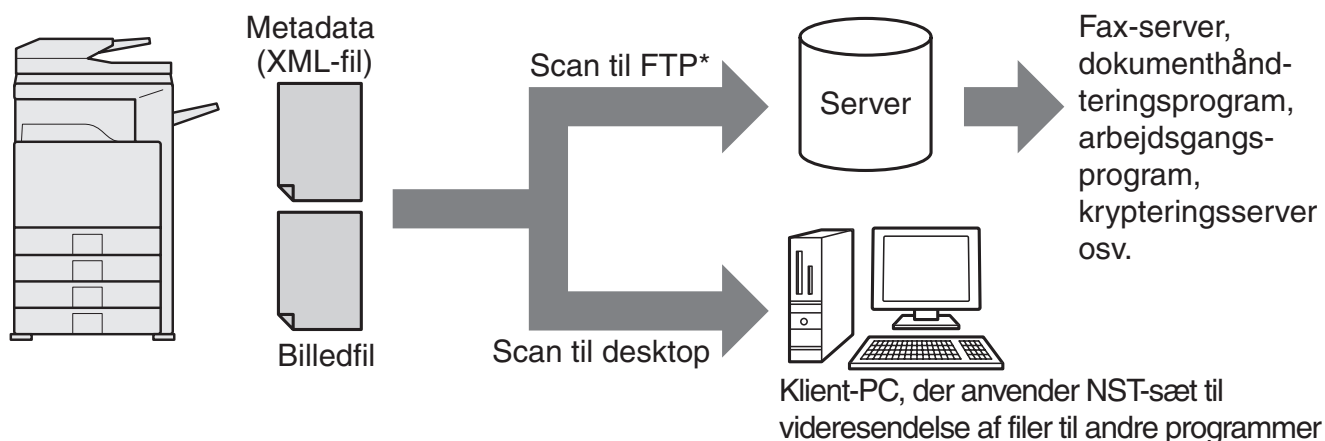 Metadata
(XML-fil)
Billedfil
Scan til FTP*
Scan til desktop
Server
Fax-server,
dokumenthånd-
teringsprogram,
arbejdsgangs-
program,
krypteringsserver
osv.
Klient-PC, der anvender NST-sæt til
videresendelse af filer til andre programmer